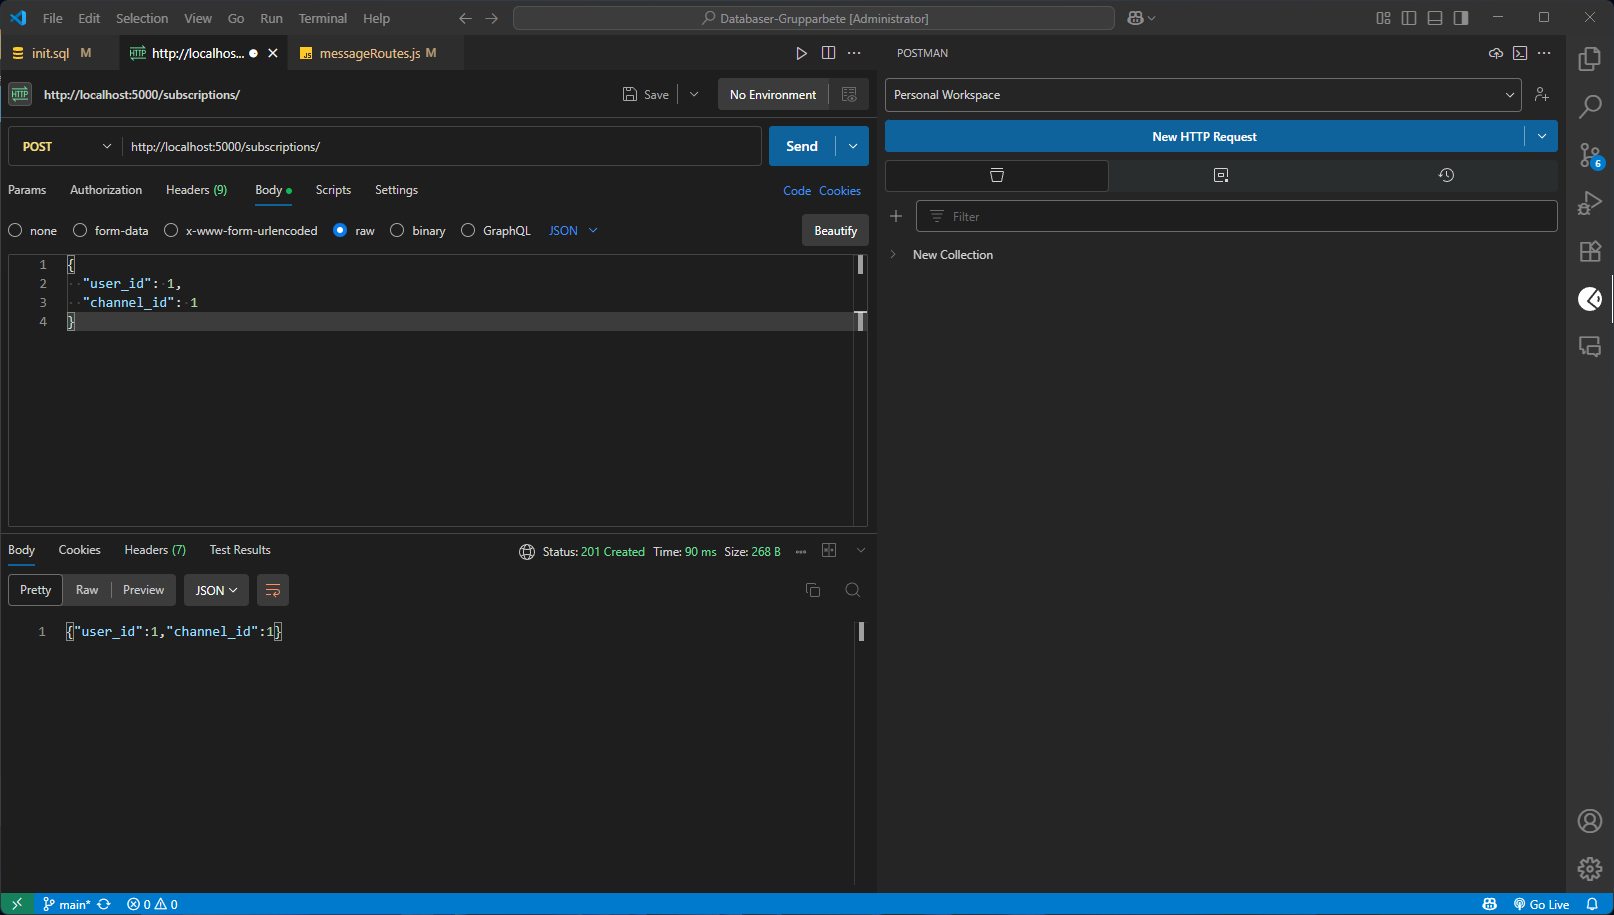 File Edit Selection View Go Run Terminal Help
Databaser-Grupparbete [Administrator]
init.sql M
HTTP http://localhos...
JS messageRoutes.js M
POSTMAN
HTTP http://localhost:5000/subscriptions/
Save
No Environment
Personal Workspace
POST http://localhost:5000/subscriptions/
Send
New HTTP Request
Params Authorization Headers (9) Body Scripts Settings
Code Cookies
none form-data x-www-form-urlencoded raw binary GraphQL JSON
Beautify
Filter
New Collection
1 {
2 "user_id": 1,
3 "channel_id": 1
4 }
6
Body Cookies Headers (7) Test Results
Status: 201 Created Time: 90 ms Size: 268 B
Pretty Raw Preview JSON
1 {"user_id":1,"channel_id":1}
main* 0 0
Go Live